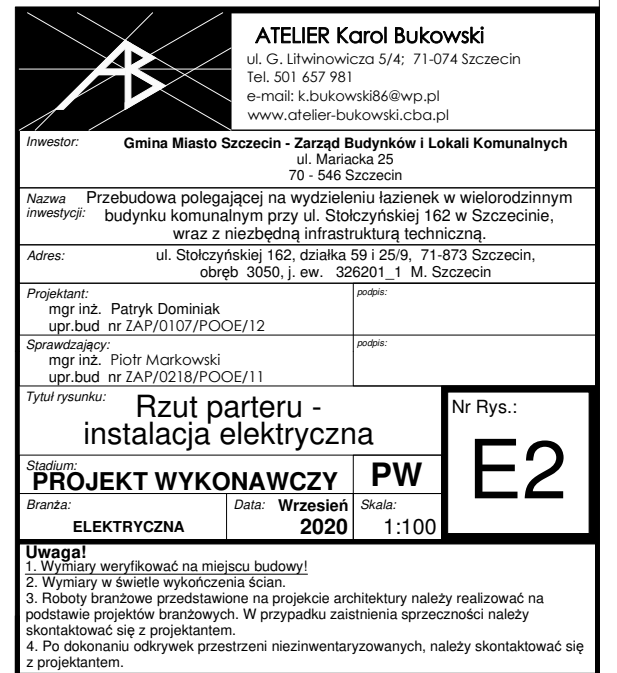 AB
ATELIER Karol Bukowski
ul. G. Litwinowicza 5/4; 71-074 Szczecin
Tel. 501 657 981
e-mail: k.bukowski86@wp.pl
www.atelier-bukowski.cba.pl
Inwestor: Gmina Miasto Szczecin - Zarząd Budynków i Lokali Komunalnych
ul. Mariacka 25
70 - 546 Szczecin
Nazwa inwestycji: Przebudowa polegającej na wydzieleniu łazienek w wielorodzinnym
budynku komunalnym przy ul. Stołczyńskiej 162 w Szczecinie,
wraz z niezbędną infrastrukturą techniczną.
Adres: ul. Stołczyńskiej 162, działka 59 i 25/9, 71-873 Szczecin,
obręb 3050, j. ew. 326201_1 M. Szczecin
Projektant: podpis:
mgr inż. Patryk Dominiak
upr.bud nr ZAP/0107/POOE/12
Sprawdzający: podpis:
mgr inż. Piotr Markowski
upr.bud nr ZAP/0218/POOE/11
Tytuł rysunku: Rzut parteru -
instalacja elektryczna
Nr Rys.:
E2
Stadium:
PROJEKT WYKONAWCZY PW
Branża: Data: Wrzesień Skala:
ELEKTRYCZNA 2020 1:100
Uwaga!
1. Wymiary weryfikować na miejscu budowy!
2. Wymiary w świetle wykończenia ścian.
3. Roboty branżowe przedstawione na projekcie architektury należy realizować na
podstawie projektów branżowych. W przypadku zaistnienia sprzeczności należy
skontaktować się z projektantem.
4. Po dokonaniu odkrywek przestrzeni niezinwentaryzowanych, należy skontaktować się
z projektantem.